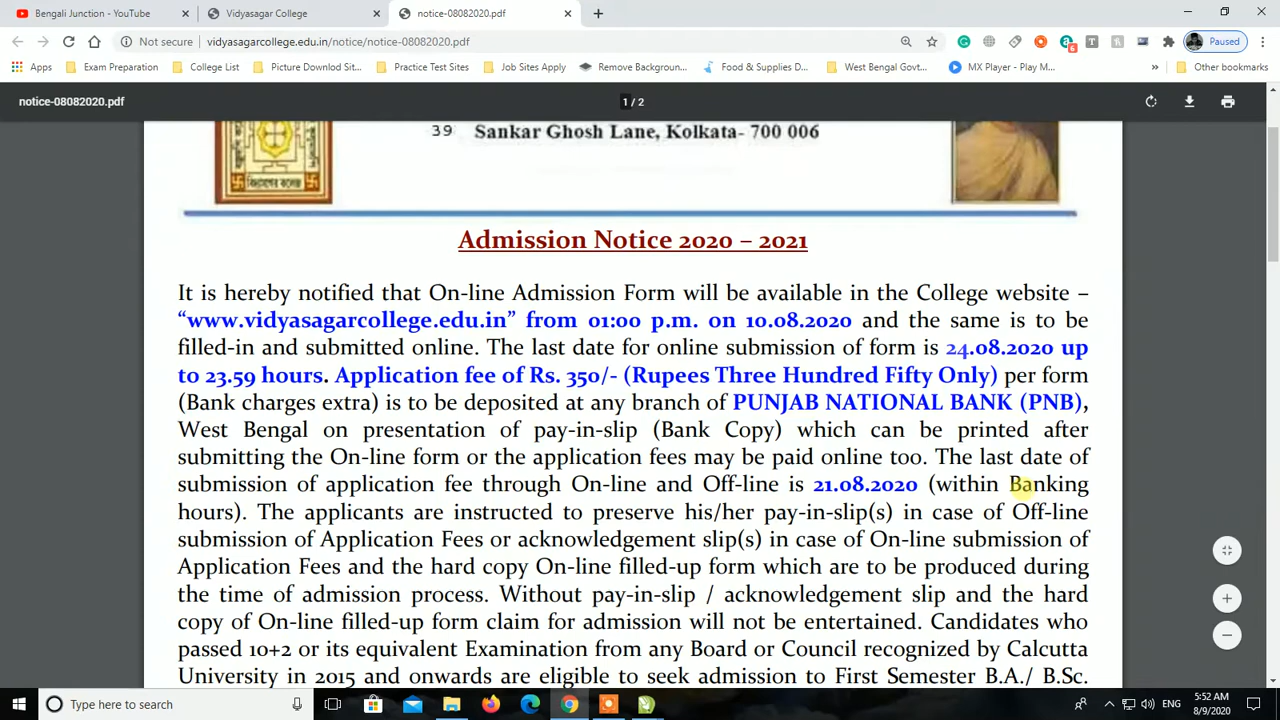 Bengali Junction - YouTube
Vidyasagar College
notice-08082020.pdf
Not secure
vidyasagarcollege.edu.in/notice/notice-08082020.pdf
6
Paused
Apps
Exam Preparation
College List
Picture Downlod Sit...
Practice Test Sites
Job Sites Apply
Remove Backgroun...
Food & Supplies D...
West Bengal Govt...
MX Player - Play M...
Other bookmarks
notice-08082020.pdf
1 / 2
39 Sankar Ghosh Lane, Kolkata- 700 006
Admission Notice 2020 – 2021
It is hereby notified that On-line Admission Form will be available in the College website –
“www.vidyasagarcollege.edu.in” from 01:00 p.m. on 10.08.2020 and the same is to be
filled-in and submitted online. The last date for online submission of form is 24.08.2020 up
to 23.59 hours. Application fee of Rs. 350/- (Rupees Three Hundred Fifty Only) per form
(Bank charges extra) is to be deposited at any branch of PUNJAB NATIONAL BANK (PNB),
West Bengal on presentation of pay-in-slip (Bank Copy) which can be printed after
submitting the On-line form or the application fees may be paid online too. The last date of
submission of application fee through On-line and Off-line is 21.08.2020 (within Banking
hours). The applicants are instructed to preserve his/her pay-in-slip(s) in case of Off-line
submission of Application Fees or acknowledgement slip(s) in case of On-line submission of
Application Fees and the hard copy On-line filled-up form which are to be produced during
the time of admission process. Without pay-in-slip / acknowledgement slip and the hard
copy of On-line filled-up form claim for admission will not be entertained. Candidates who
passed 10+2 or its equivalent Examination from any Board or Council recognized by Calcutta
University in 2015 and onwards are eligible to seek admission to First Semester B.A./ B.Sc.
Type here to search
ENG
5:52 AM
8/9/2020